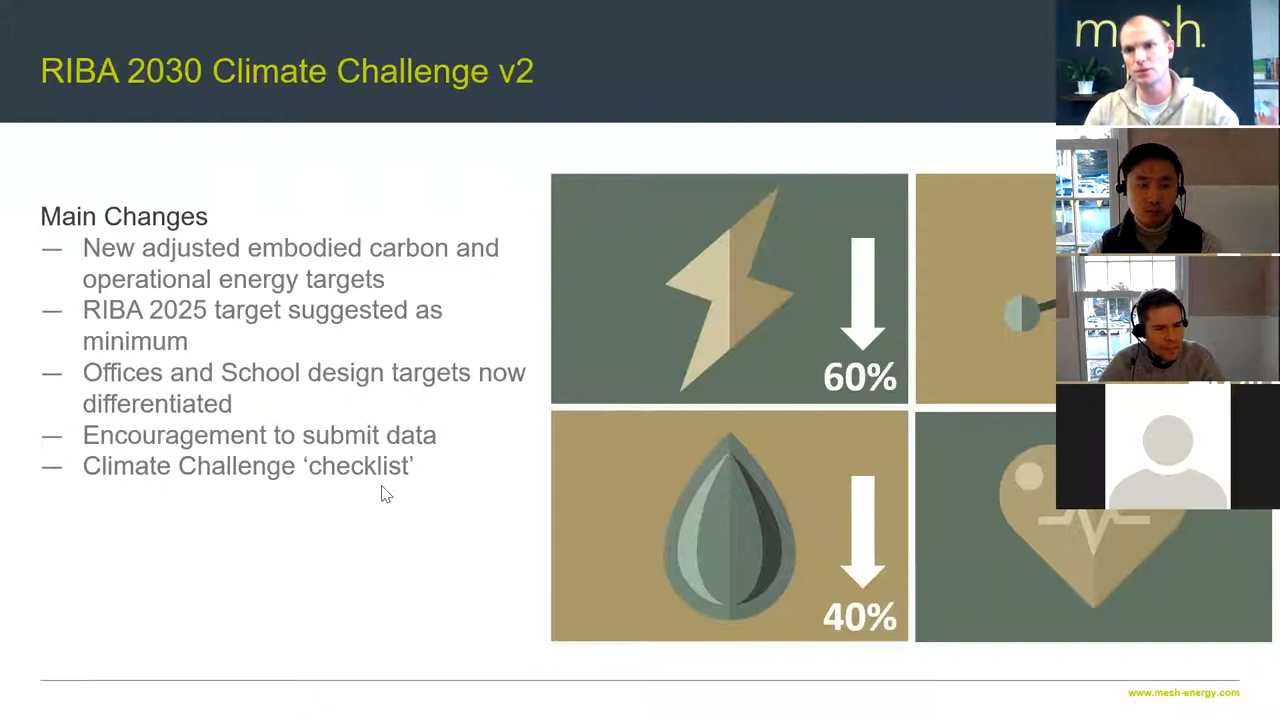 RIBA 2030 Climate Challenge v2
mesh.
Main Changes
— New adjusted embodied carbon and
operational energy targets
— RIBA 2025 target suggested as
minimum
— Offices and School design targets now
differentiated
— Encouragement to submit data
— Climate Challenge ‘checklist’
60%
40%
www.mesh-energy.com